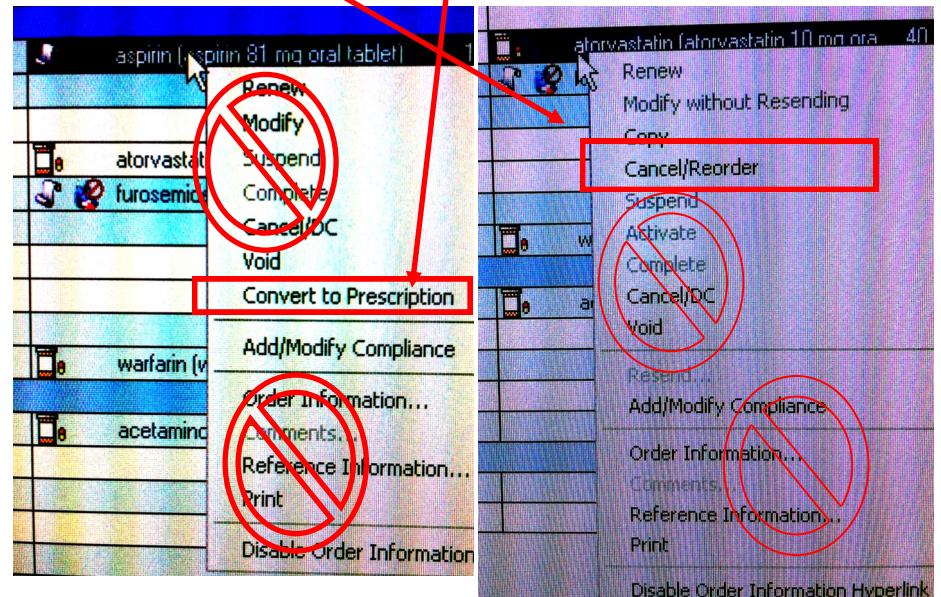 aspirin (aspirin 81 mg oral tablet) 1
Renew
Modify
Suspend
Complete
Cancel/DC
Void
Convert to Prescription
Add/Modify Compliance
Order Information...
Comments...
Reference Information...
Print
Disable Order Information
atorvastat
furosemide
warfarin (w
acetaminc
atorvastatin (atorvastatin 10 mg ora 40
Renew
Modify without Resending
Copy
Cancel/Reorder
Suspend
Activate
Complete
Cancel/DC
Void
Resend...
Add/Modify Compliance
Order Information...
Comments...
Reference Information...
Print
Disable Order Information Hyperlink
w
a